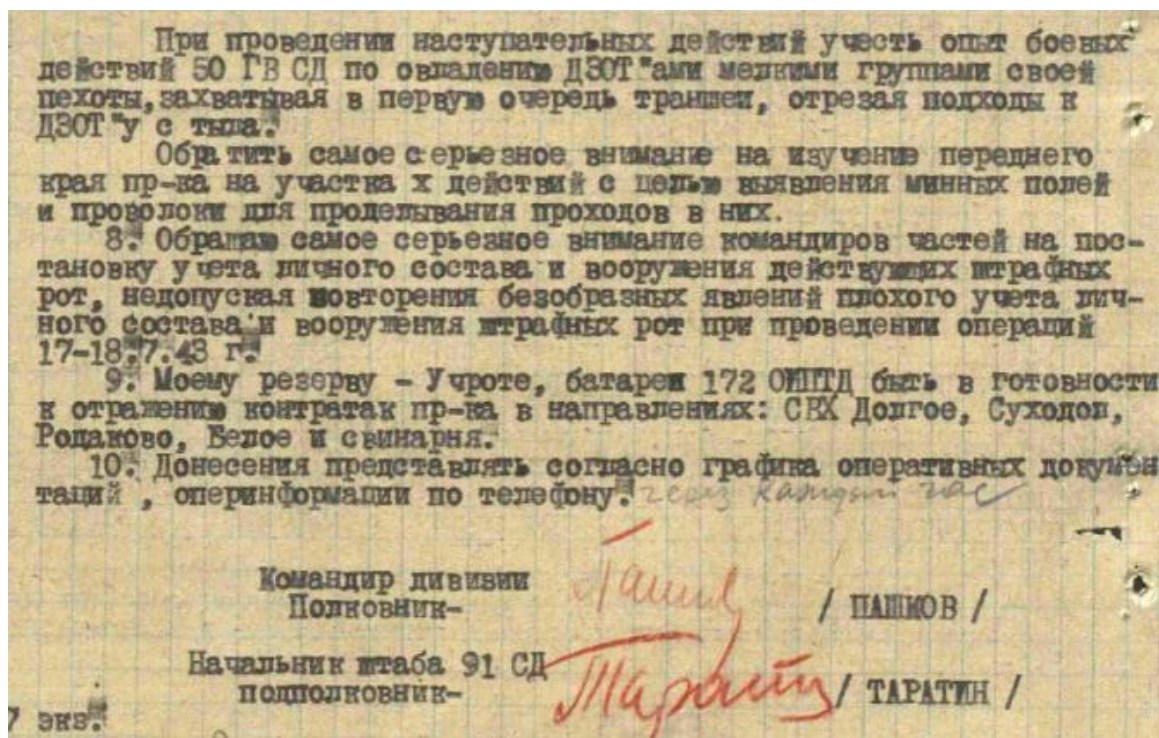 При проведении наступательных действий учесть опыт боевых
действий 50 ГВ СД по овладению ДЗОТ"ами мелкими группами своей
пехоты,захватывая в первую очередь траншеи, отрезая подходы к
ДЗОТ"у с тыла.
Обратить самое серьезное внимание на изучение переднего
края пр-ка на участка х действий с целью выявления минных полей
и проволоки для проделывания проходов в них.
8. Обращаю самое серьезное внимание командиров частей на пос-
тановку учета личного состава и вооружения действующих штрафных
рот, недопуская повторения безобразных явлений плохого учета лич-
ного состава и вооружения штрафных рот при проведении операций
17-18.7.43 г.
9. Моему резерву - Учроте, батареи 172 ОИПТД быть в готовности
к отражению контратак пр-ка в направлениях: СВХ Долгое, Суходол,
Родаково, Белое и свинарня.
10. Донесения представлять согласно графика оперативных докумен
таций , оперинформации по телефону. через каждый час
Командир дивизии
Полковник- / ПАШКОВ /
Начальник штаба 91 СД
подполковник- Таратин / ТАРАТИН /
7 экз.